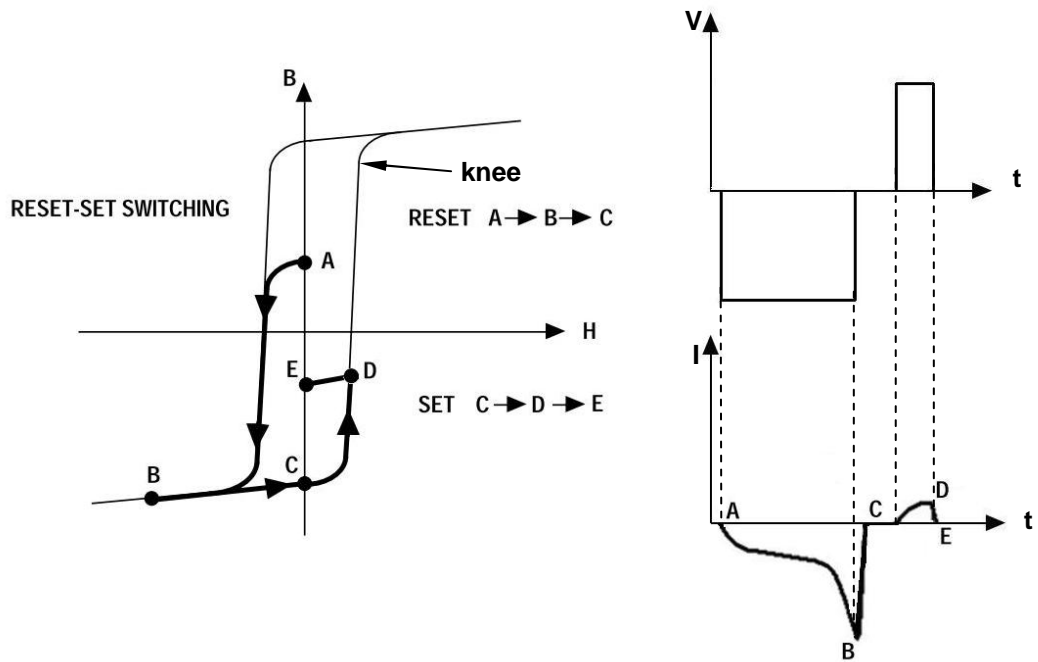 B
knee
RESET-SET SWITCHING
RESET A→B→C
A
H
E
D
SET C→D→E
C
B
V
t
I
A
C
D
E
t
B